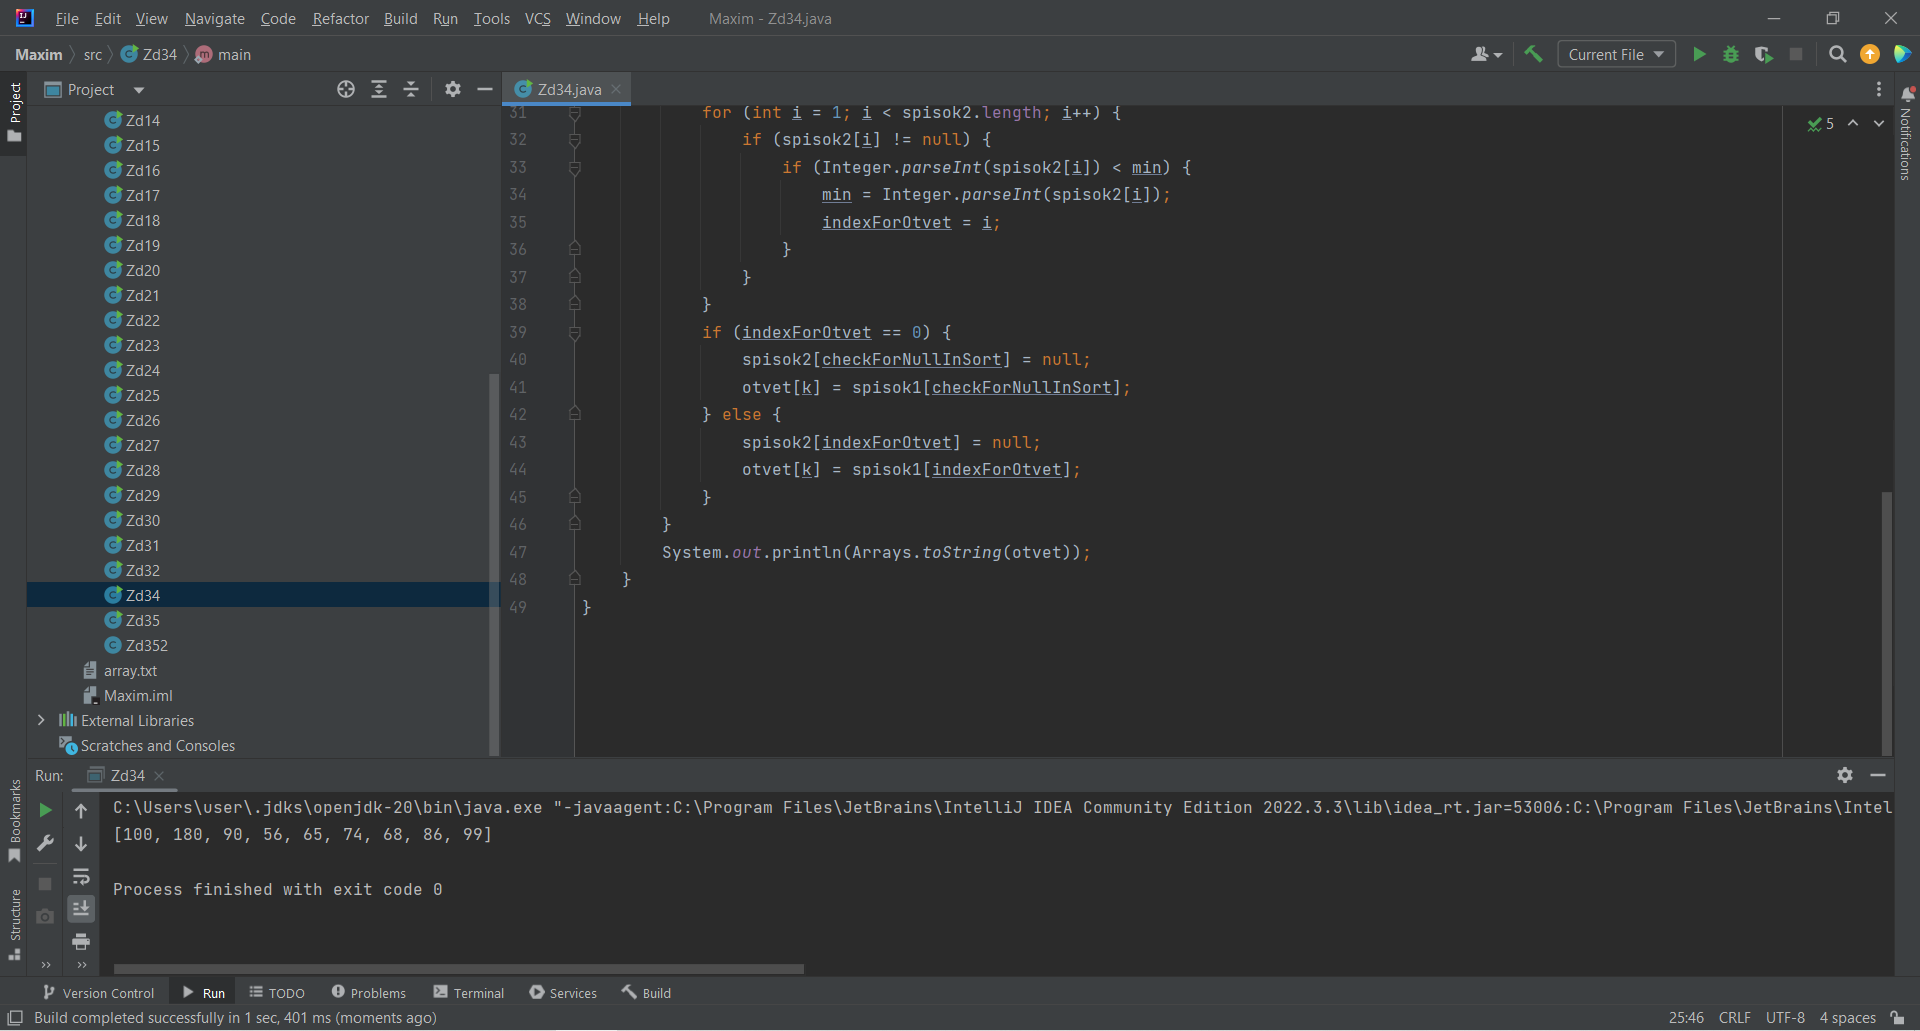 File Edit View Navigate Code Refactor Build Run Tools VCS Window Help Maxim - Zd34.java
Maxim src Zd34 main Current File
Project
Zd34.java
Project
Zd14
Zd15
Zd16
Zd17
Zd18
Zd19
Zd20
Zd21
Zd22
Zd23
Zd24
Zd25
Zd26
Zd27
Zd28
Zd29
Zd30
Zd31
Zd32
Zd34
Zd35
Zd352
array.txt
Maxim.iml
External Libraries
Scratches and Consoles
31 for (int i = 1; i < spisok2.length; i++) {
32 if (spisok2[i] != null) {
33 if (Integer.parseInt(spisok2[i]) < min) {
34 min = Integer.parseInt(spisok2[i]);
35 indexForOtvet = i;
36 }
37 }
38 }
39 if (indexForOtvet == 0) {
40 spisok2[checkForNullInSort] = null;
41 otvet[k] = spisok1[checkForNullInSort];
42 } else {
43 spisok2[indexForOtvet] = null;
44 otvet[k] = spisok1[indexForOtvet];
45 }
46 }
47 System.out.println(Arrays.toString(otvet));
48 }
49 }
5
Notifications
Run: Zd34
C:\Users\user\.jdks\openjdk-20\bin\java.exe "-javaagent:C:\Program Files\JetBrains\IntelliJ IDEA Community Edition 2022.3.3\lib\idea_rt.jar=53006:C:\Program Files\JetBrains\Intel
[100, 180, 90, 56, 65, 74, 68, 86, 99]
Process finished with exit code 0
Bookmarks
Structure
Version Control Run TODO Problems Terminal Services Build
Build completed successfully in 1 sec, 401 ms (moments ago) 25:46 CRLF UTF-8 4 spaces